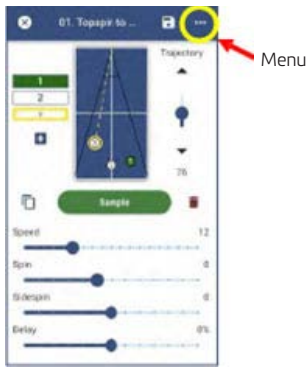 01. Topspir to ...
Menu
Trajectory
1
2
76
Sample
Speed 12
Spin 0
Sidespin 0
Delay 0%